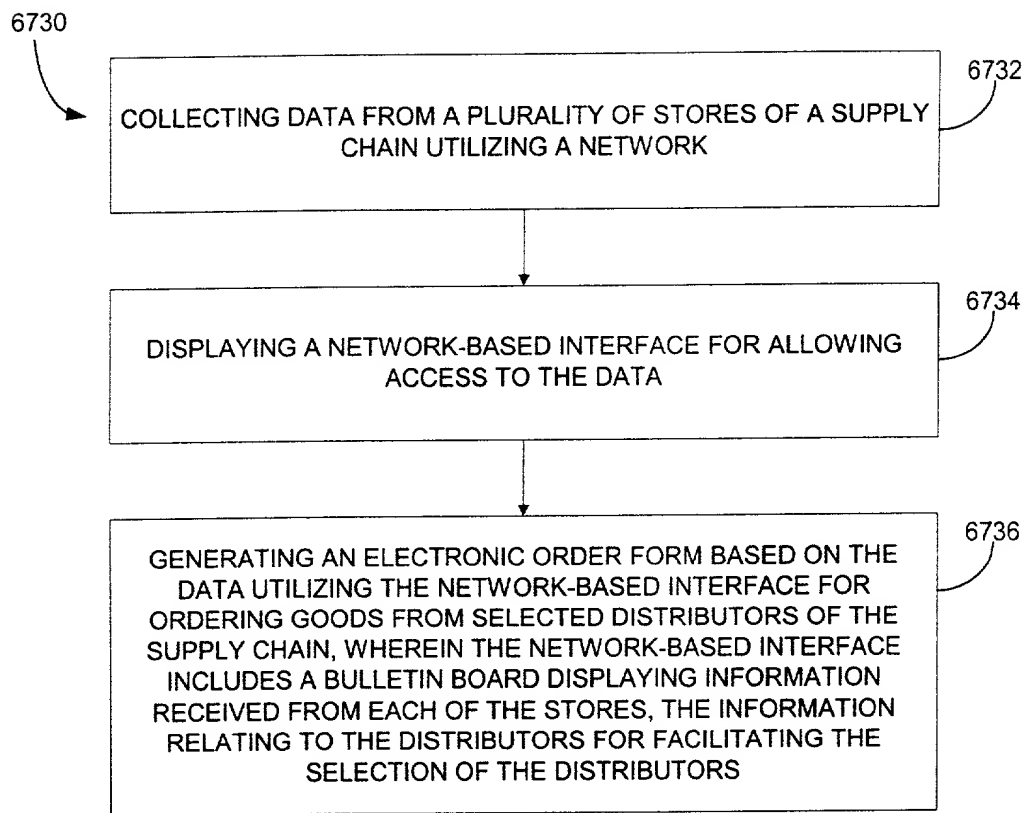 6730
6732
COLLECTING DATA FROM A PLURALITY OF STORES OF A SUPPLY
CHAIN UTILIZING A NETWORK
6734
DISPLAYING A NETWORK-BASED INTERFACE FOR ALLOWING
ACCESS TO THE DATA
6736
GENERATING AN ELECTRONIC ORDER FORM BASED ON THE
DATA UTILIZING THE NETWORK-BASED INTERFACE FOR
ORDERING GOODS FROM SELECTED DISTRIBUTORS OF THE
SUPPLY CHAIN, WHEREIN THE NETWORK-BASED INTERFACE
INCLUDES A BULLETIN BOARD DISPLAYING INFORMATION
RECEIVED FROM EACH OF THE STORES, THE INFORMATION
RELATING TO THE DISTRIBUTORS FOR FACILITATING THE
SELECTION OF THE DISTRIBUTORS